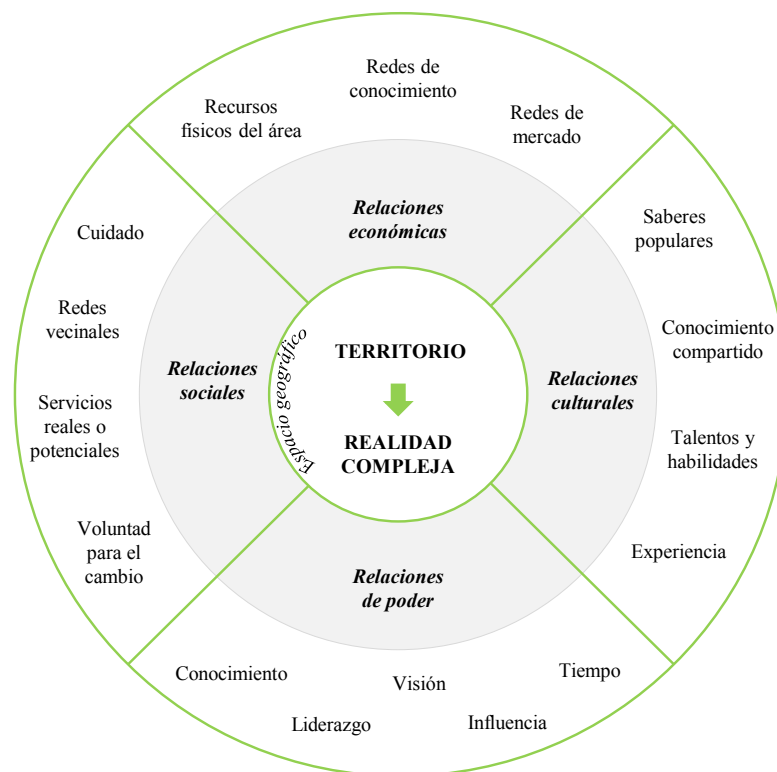 Redes de
conocimiento
Recursos
físicos del área
Redes de
mercado
Relaciones
económicas
Cuidado
Redes
vecinales
Servicios
reales o
potenciales
Voluntad
para el
cambio
Relaciones
sociales
Espacio geográfico
TERRITORIO
REALIDAD
COMPLEJA
Relaciones
culturales
Saberes
populares
Conocimiento
compartido
Talentos y
habilidades
Experiencia
Relaciones
de poder
Conocimiento
Liderazgo
Visión
Influencia
Tiempo